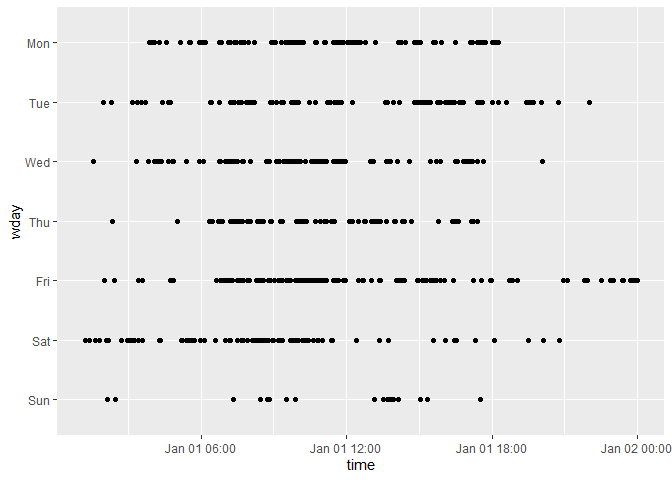 Mon
Tue
Wed
Thu
Fri
Sat
Sun
wday
Jan 01 06:00
Jan 01 12:00
Jan 01 18:00
Jan 02 00:00
time